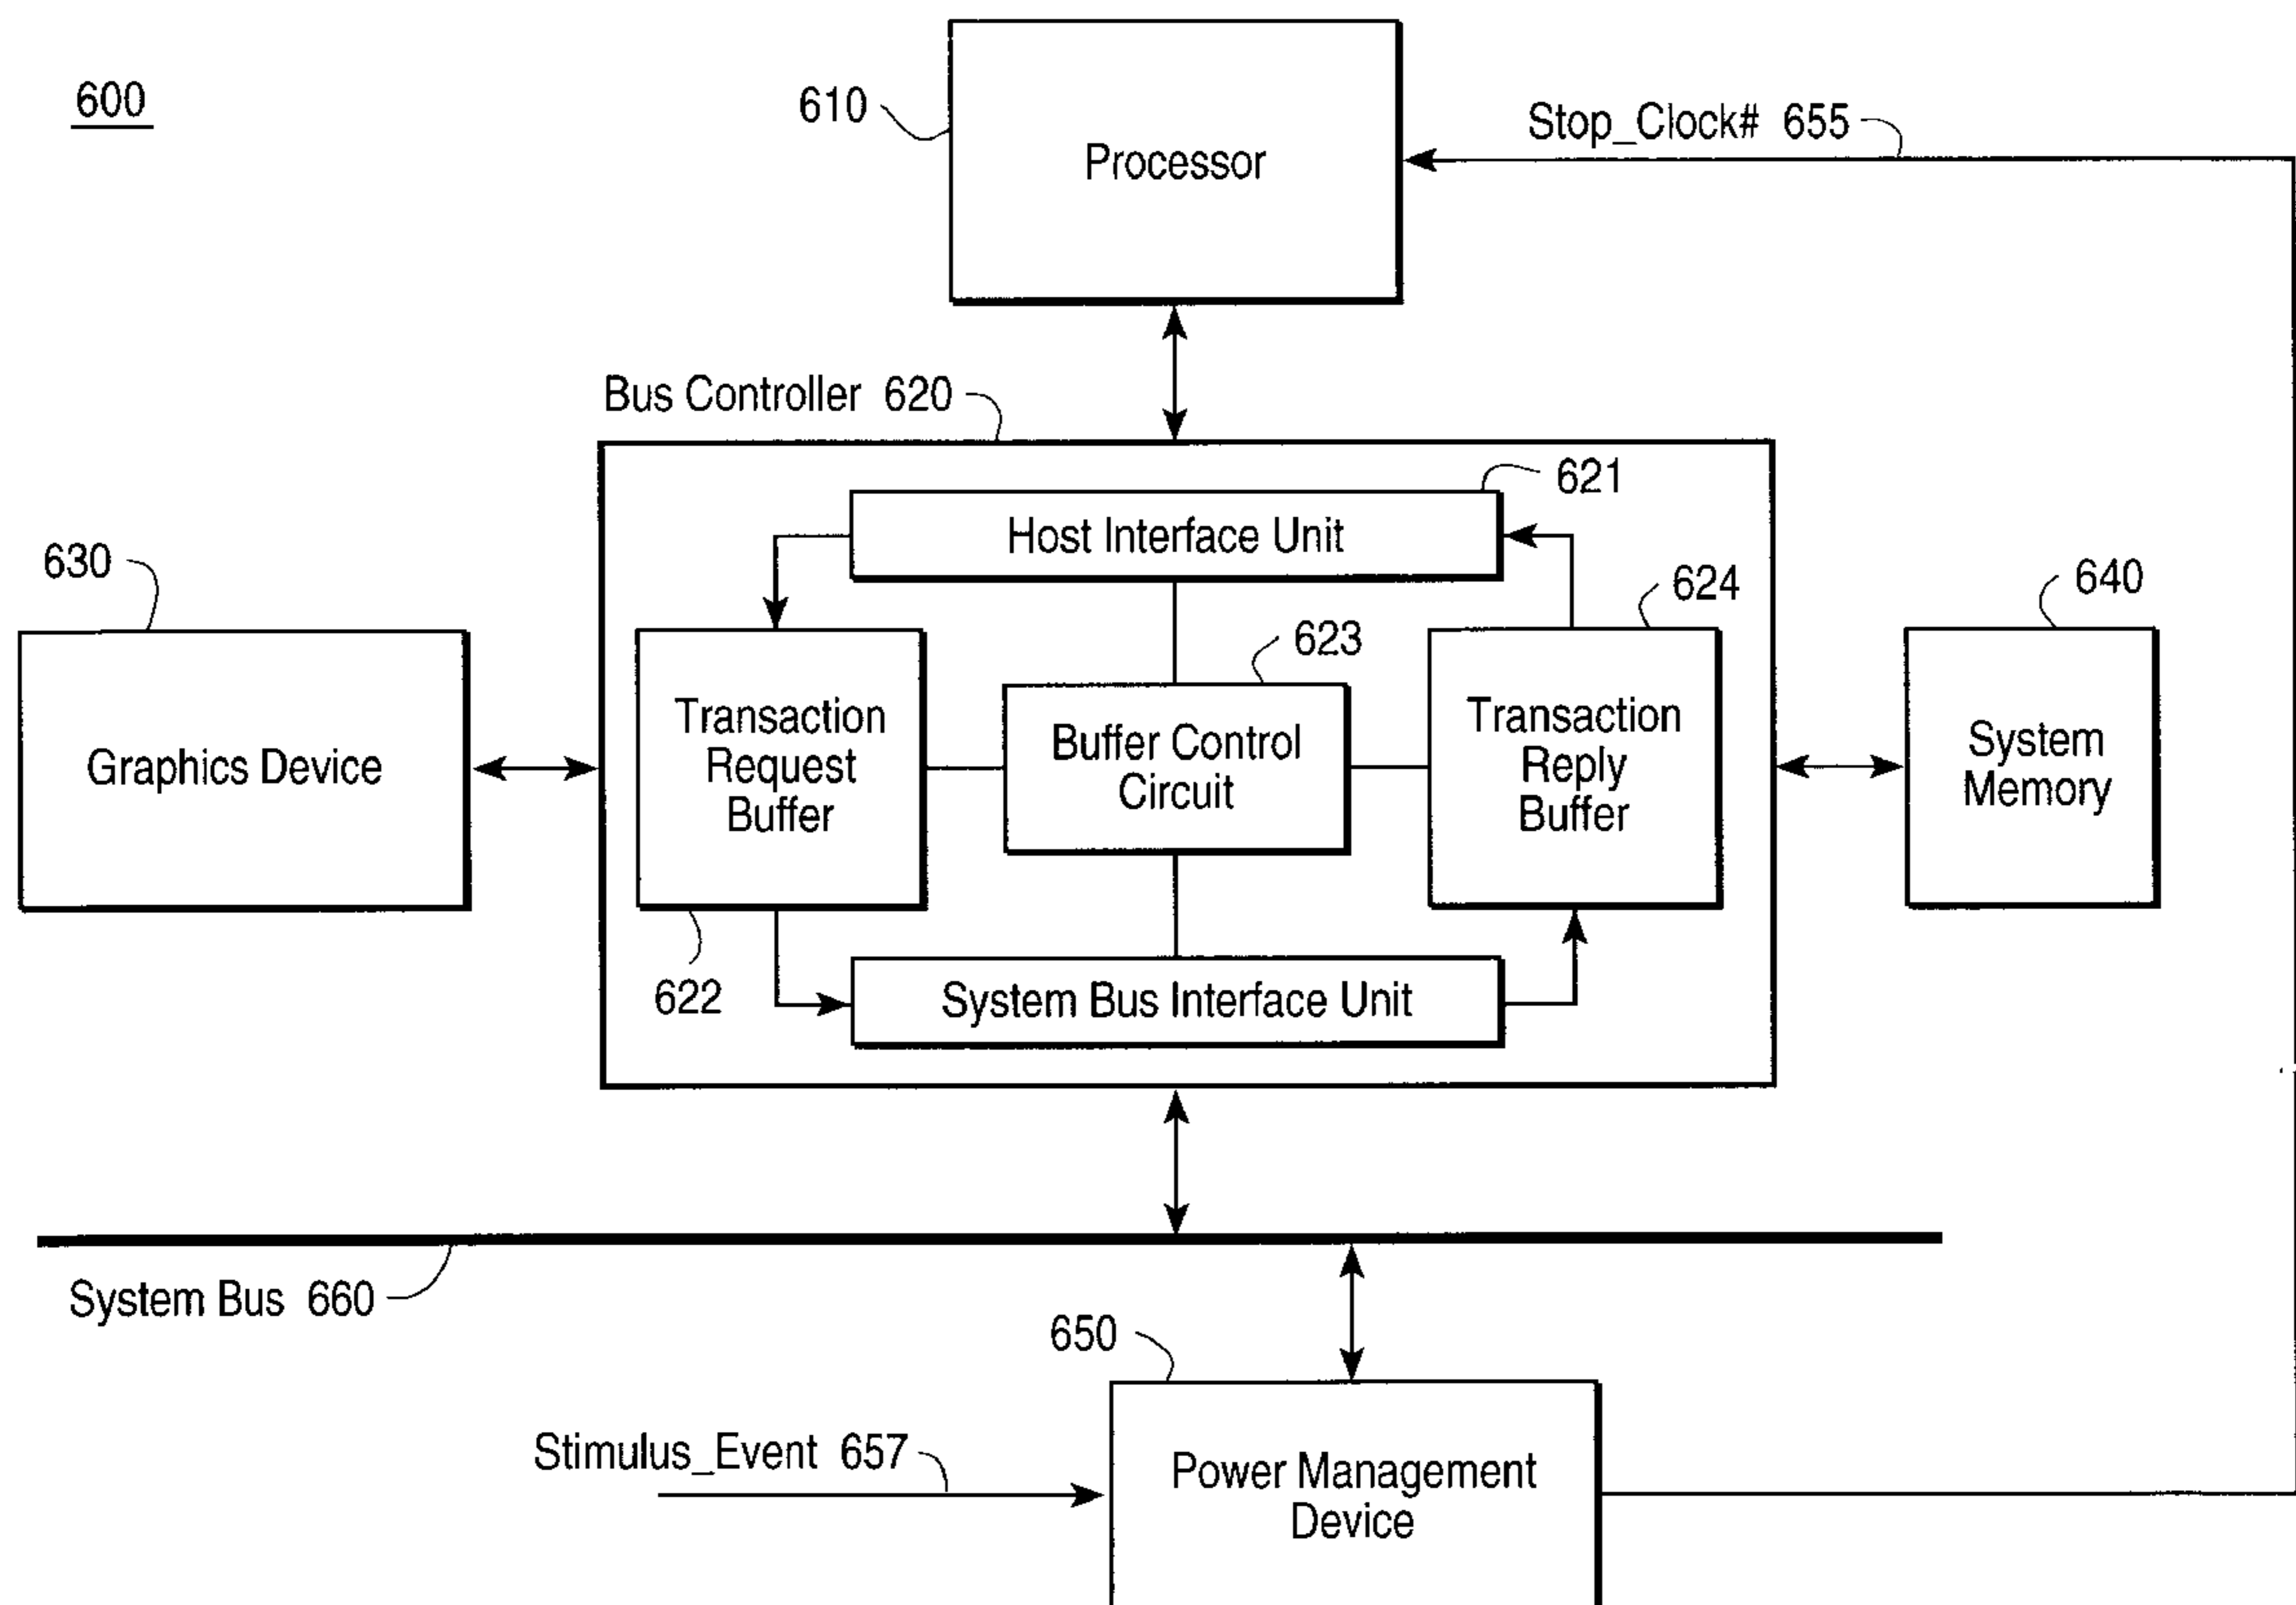 600
610
Stop_Clock# 655
Processor
Bus Controller 620
621
Host Interface Unit
630
624
640
623
Transaction
Request
Buffer
Buffer Control
Circuit
Transaction
Reply
Buffer
Graphics Device
System
Memory
622
System Bus Interface Unit
System Bus 660
650
Stimulus_Event 657
Power Management
Device